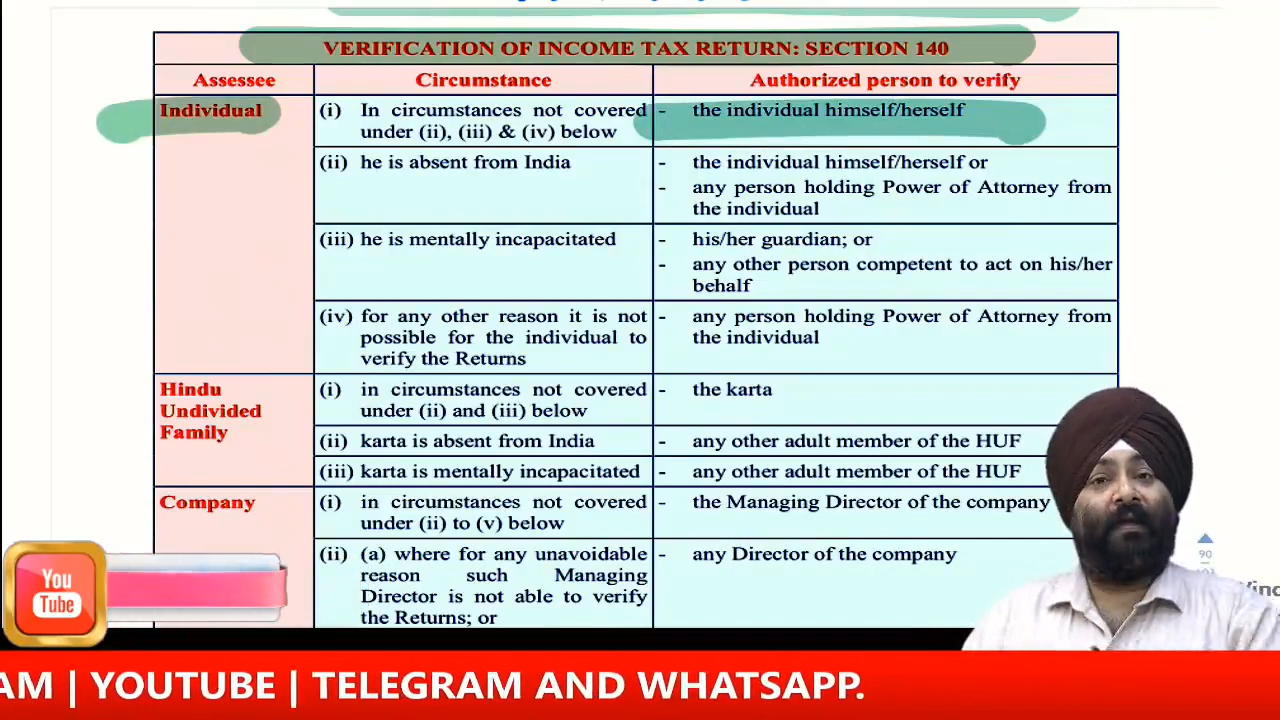 VERIFICATION OF INCOME TAX RETURN: SECTION 140
Assessee Circumstance Authorized person to verify
Individual
(i) In circumstances not covered
under (ii), (iii) & (iv) below
- the individual himself/herself
(ii) he is absent from India
- the individual himself/herself or
- any person holding Power of Attorney from
the individual
(iii) he is mentally incapacitated
- his/her guardian; or
- any other person competent to act on his/her
behalf
(iv) for any other reason it is not
possible for the individual to
verify the Returns
- any person holding Power of Attorney from
the individual
Hindu
Undivided
Family
(i) in circumstances not covered
under (ii) and (iii) below
- the karta
(ii) karta is absent from India
- any other adult member of the HUF
(iii) karta is mentally incapacitated
- any other adult member of the HUF
Company
(i) in circumstances not covered
under (ii) to (v) below
- the Managing Director of the company
(ii) (a) where for any unavoidable
reason such Managing
Director is not able to verify
the Returns; or
- any Director of the company
You
Tube
90
AM | YOUTUBE | TELEGRAM AND WHATSAPP.